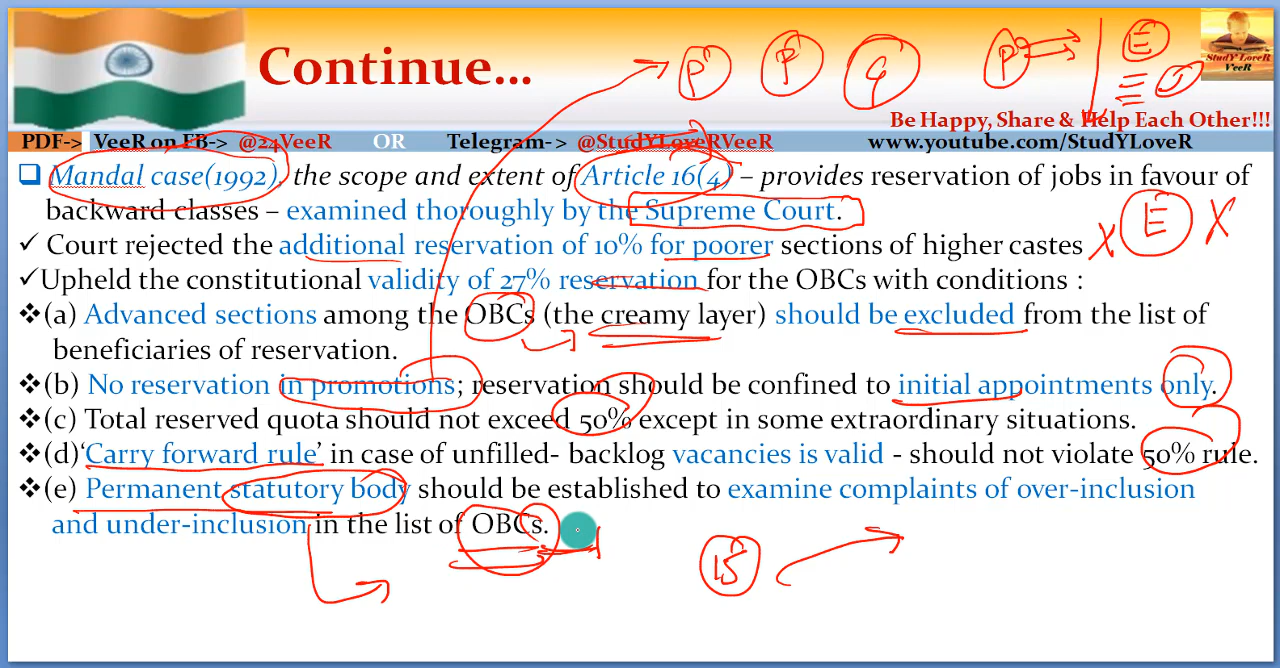 Continue...
P P 9 P E
J
StudY LoveR
VeeR
Be Happy, Share & Help Each Other!!!
PDF-> VeeR on FB-> @24VeeR OR Telegram-> @StudYLoveRVeeR www.youtube.com/StudYLoveR
Mandal case(1992), the scope and extent of Article 16(4) – provides reservation of jobs in favour of
backward classes – examined thoroughly by the Supreme Court.
✓ Court rejected the additional reservation of 10% for poorer sections of higher castes X E X
✓Upheld the constitutional validity of 27% reservation for the OBCs with conditions :
❖(a) Advanced sections among the OBCs (the creamy layer) should be excluded from the list of
beneficiaries of reservation.
❖(b) No reservation in promotions; reservation should be confined to initial appointments only.
❖(c) Total reserved quota should not exceed 50% except in some extraordinary situations.
❖(d)‘Carry forward rule’ in case of unfilled- backlog vacancies is valid - should not violate 50% rule.
❖(e) Permanent statutory body should be established to examine complaints of over-inclusion
and under-inclusion in the list of OBCs.
15